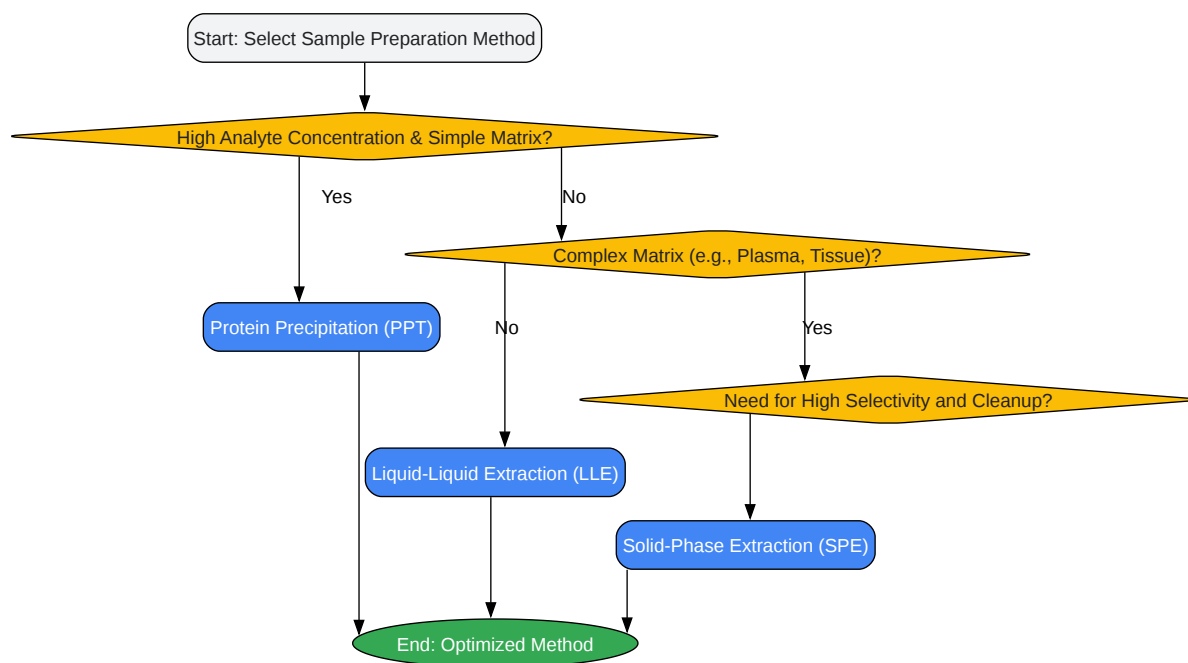 Start: Select Sample Preparation Method
High Analyte Concentration & Simple Matrix?
Yes
No
Complex Matrix (e.g., Plasma, Tissue)?
Protein Precipitation (PPT)
No
Yes
Need for High Selectivity and Cleanup?
Liquid-Liquid Extraction (LLE)
Solid-Phase Extraction (SPE)
End: Optimized Method